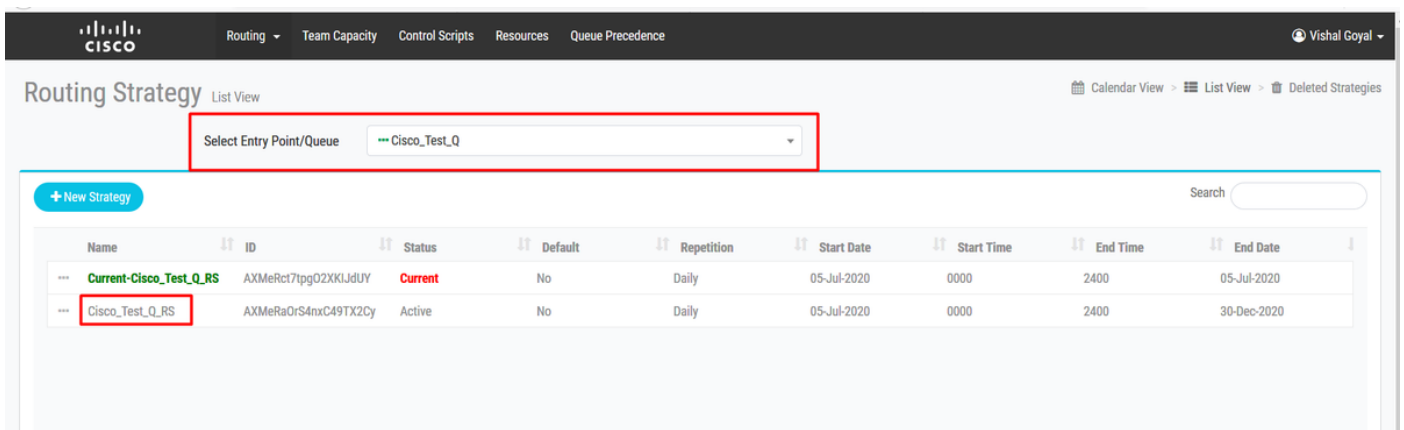 CISCO
Routing Team Capacity Control Scripts Resources Queue Precedence Vishal Goyal
Routing Strategy List View
Calendar View > List View > Deleted Strategies
Select Entry Point/Queue Cisco_Test_Q
+ New Strategy
Search
Name ID Status Default Repetition Start Date Start Time End Time End Date
Current-Cisco_Test_Q_RS AXMeRct7tpgO2XKIJdUY Current No Daily 05-Jul-2020 0000 2400 05-Jul-2020
Cisco_Test_Q_RS AXMeRaOrS4nxC49TX2Cy Active No Daily 05-Jul-2020 0000 2400 30-Dec-2020